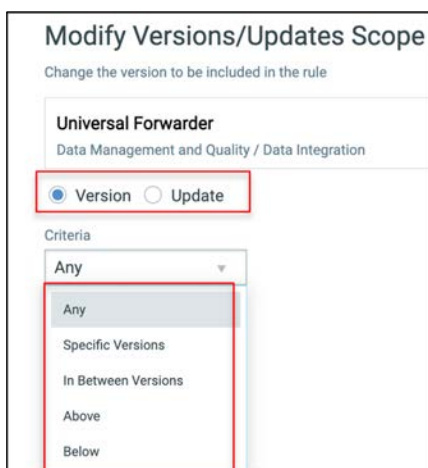 Modify Versions/Updates Scope
Change the version to be included in the rule
Universal Forwarder
Data Management and Quality / Data Integration
Version Update
Criteria
Any
Any
Specific Versions
In Between Versions
Above
Below